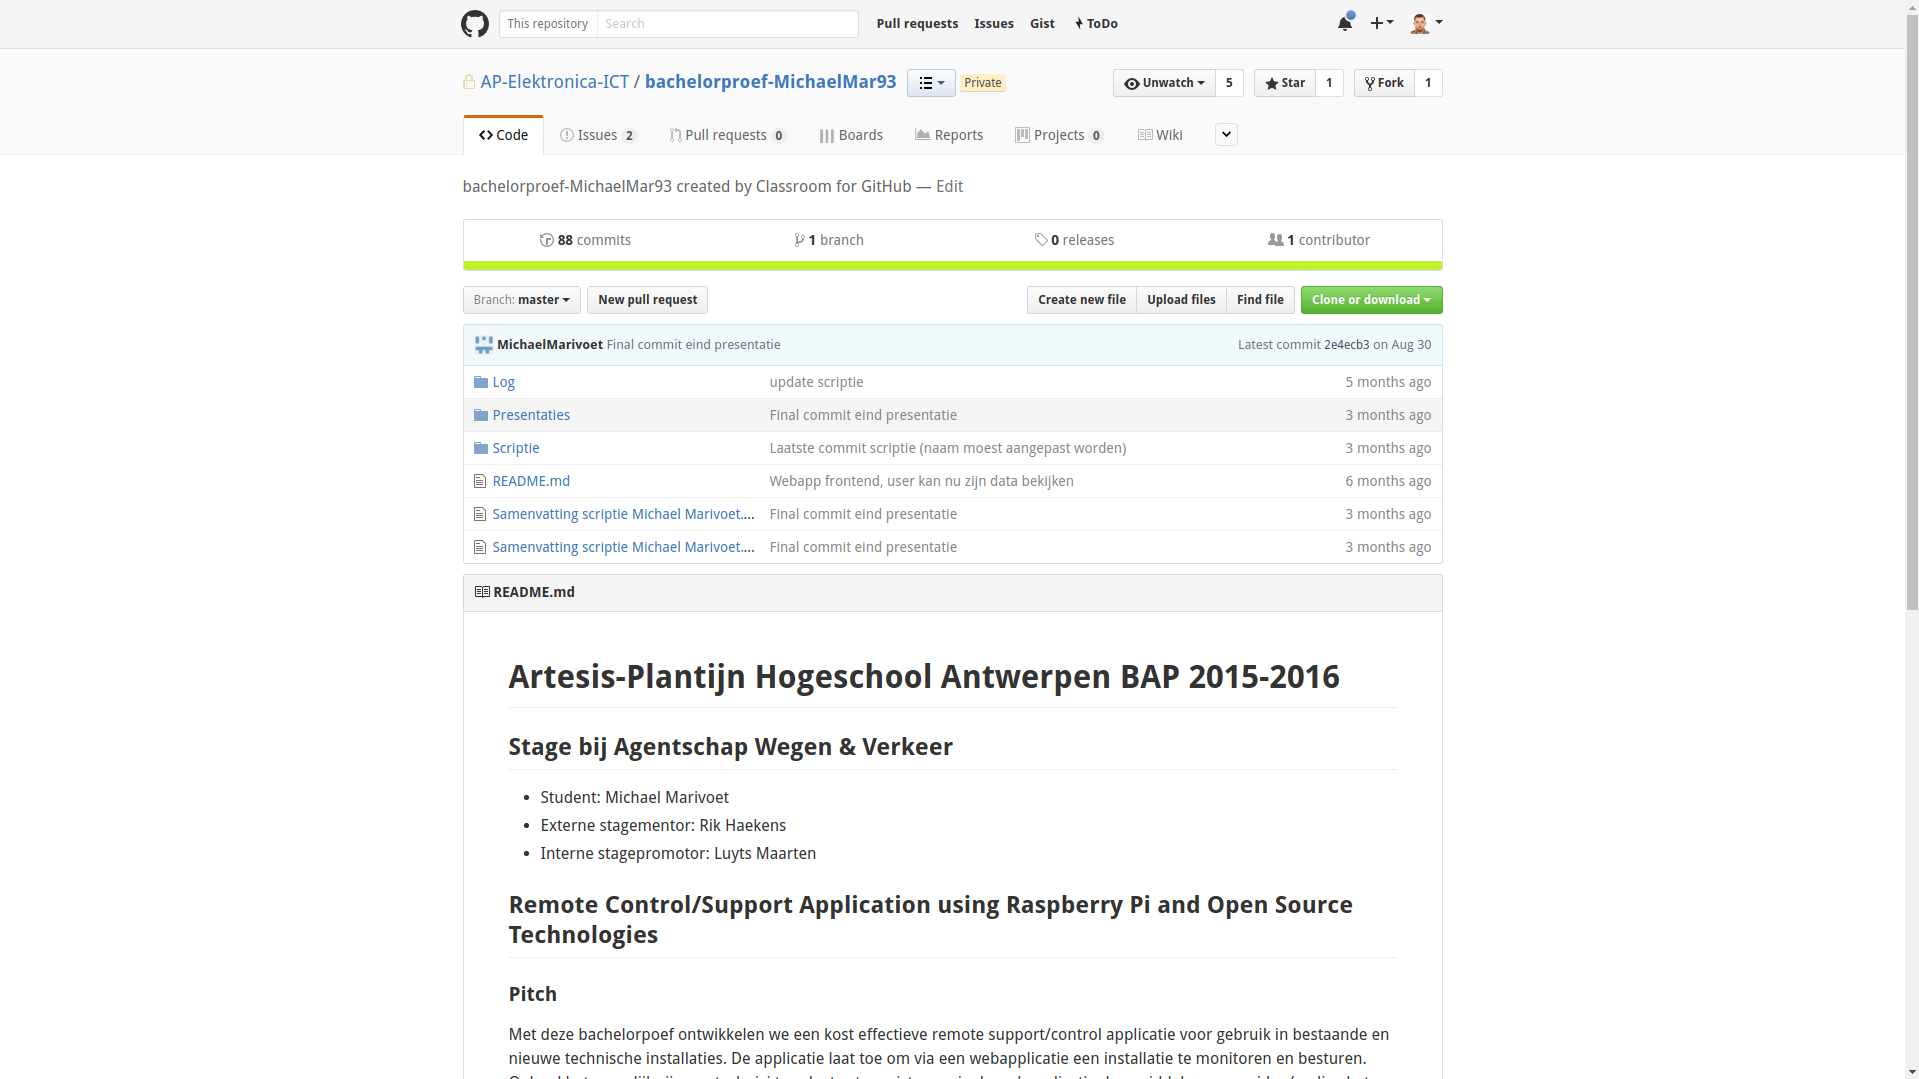 This repository Search Pull requests Issues Gist ToDo
AP-Elektronica-ICT / bachelorproef-MichaelMar93 Private Unwatch 5 Star 1 Fork 1
Code Issues 2 Pull requests 0 Boards Reports Projects 0 Wiki
bachelorproef-MichaelMar93 created by Classroom for GitHub — Edit
88 commits 1 branch 0 releases 1 contributor
Branch: master New pull request Create new file Upload files Find file Clone or download
MichaelMarivoet Final commit eind presentatie Latest commit 2e4ecb3 on Aug 30
Log update scriptie 5 months ago
Presentaties Final commit eind presentatie 3 months ago
Scriptie Laatste commit scriptie (naam moest aangepast worden) 3 months ago
README.md Webapp frontend, user kan nu zijn data bekijken 6 months ago
Samenvatting scriptie Michael Marivoet.… Final commit eind presentatie 3 months ago
Samenvatting scriptie Michael Marivoet.… Final commit eind presentatie 3 months ago
README.md
Artesis-Plantijn Hogeschool Antwerpen BAP 2015-2016
Stage bij Agentschap Wegen & Verkeer
• Student: Michael Marivoet
• Externe stagementor: Rik Haekens
• Interne stagepromotor: Luyts Maarten
Remote Control/Support Application using Raspberry Pi and Open Source
Technologies
Pitch
Met deze bachelorpoef ontwikkelen we een kost effectieve remote support/control applicatie voor gebruik in bestaande en
nieuwe technische installaties. De applicatie laat toe om via een webapplicatie een installatie te monitoren en besturen.